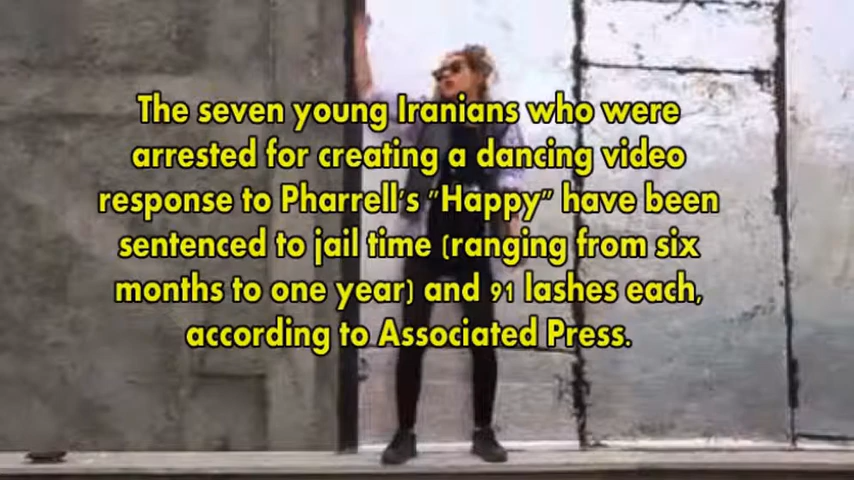 The seven young Iranians who were
arrested for creating a dancing video
response to Pharrell's "Happy" have been
sentenced to jail time (ranging from six
months to one year) and 91 lashes each,
according to Associated Press.